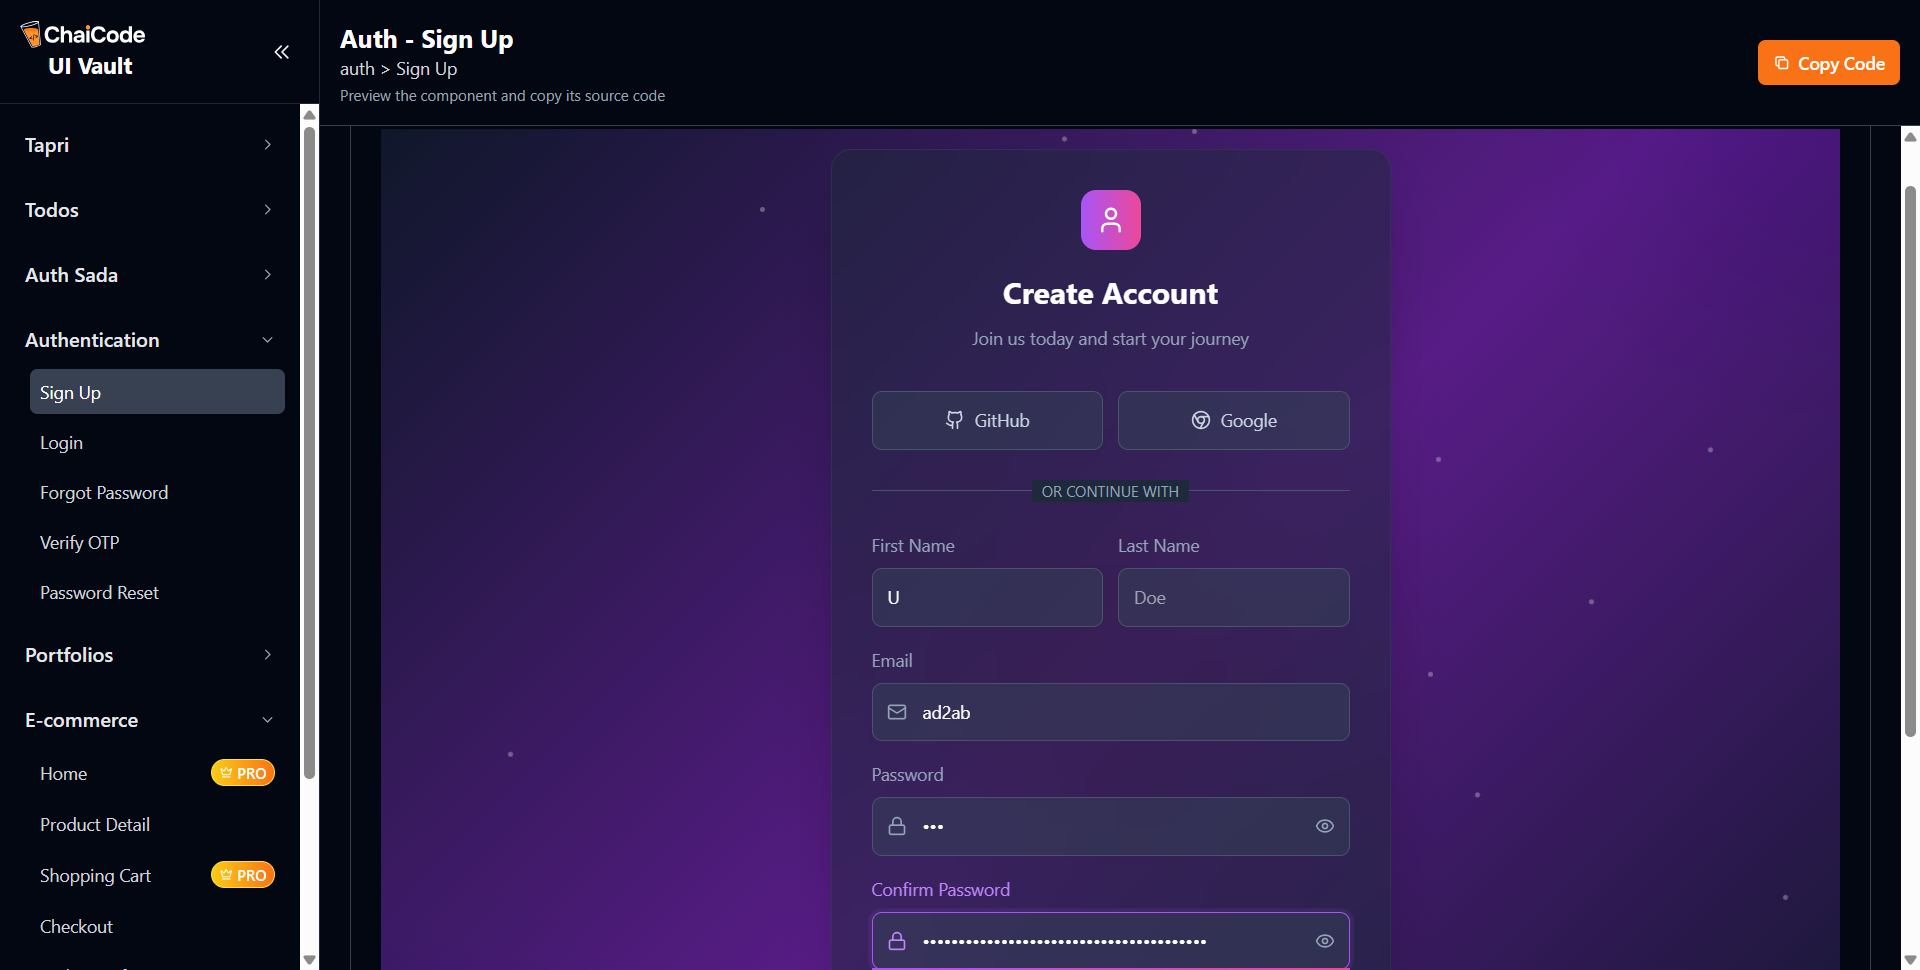 ChaiCode
UI Vault
Tapri
Todos
Auth Sada
Authentication
Sign Up
Login
Forgot Password
Verify OTP
Password Reset
Portfolios
E-commerce
Home
PRO
Product Detail
Shopping Cart
PRO
Checkout
Auth - Sign Up
auth > Sign Up
Preview the component and copy its source code
Copy Code
Create Account
Join us today and start your journey
GitHub
Google
OR CONTINUE WITH
First Name
Last Name
U
Doe
Email
ad2ab
Password
Confirm Password